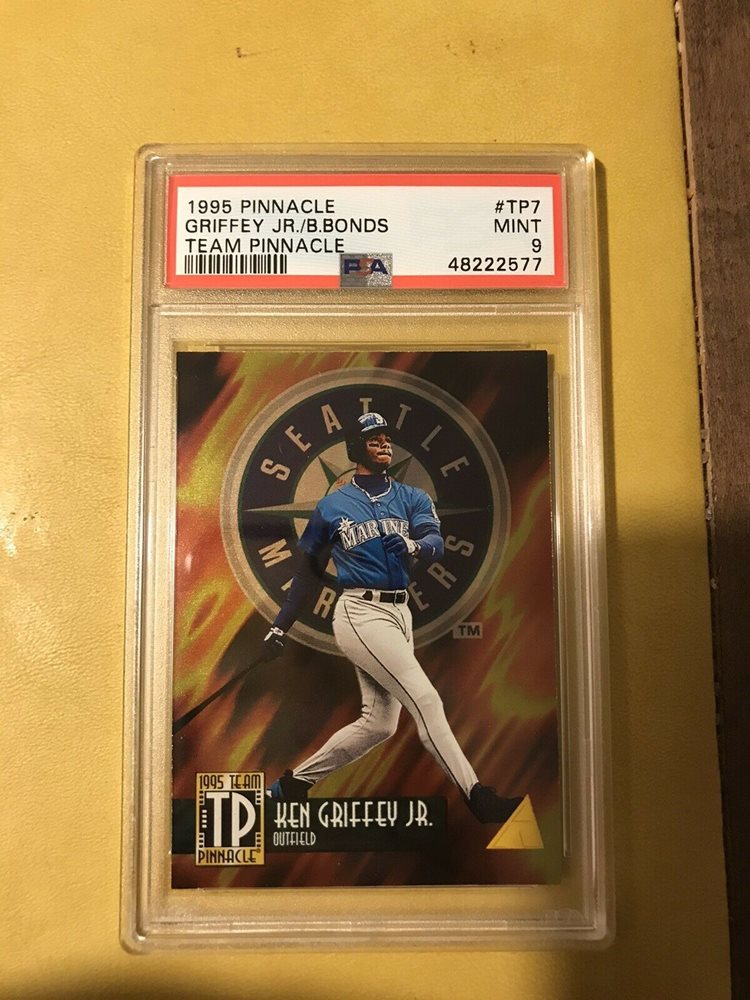 1995 PINNACLE #TP7
GRIFFEY JR./B.BONDS MINT
TEAM PINNACLE 9
PSA 48222577
SEATTLE
MARINERS
MARINE
TM
1995 TEAM
TP
PINNACLE®
KEN GRIFFEY JR.
OUTFIELD